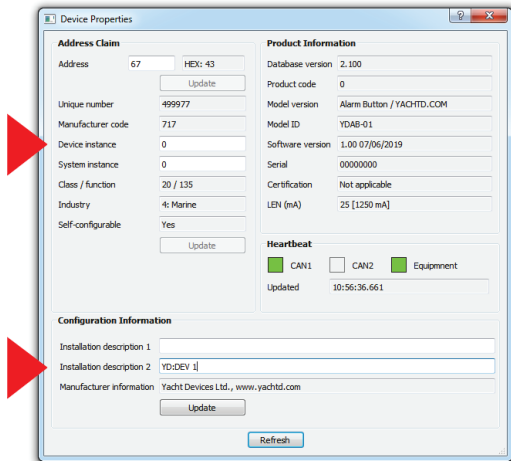 Device Properties
Address Claim
Address 67 HEX: 43
Update
Unique number 499977
Manufacturer code 717
Device instance 0
System instance 0
Class / function 20 / 135
Industry 4: Marine
Self-configurable Yes
Update
Product Information
Database version 2.100
Product code 0
Model version Alarm Button / YACHTD.COM
Model ID YDAB-01
Software version 1.00 07/06/2019
Serial 00000000
Certification Not applicable
LEN (mA) 25 [1250 mA]
Heartbeat
CAN1 CAN2 Equipmnent
Updated 10:56:36.661
Configuration Information
Installation description 1
Installation description 2 YD:DEV 1
Manufacturer information Yacht Devices Ltd., www.yachtd.com
Update
Refresh